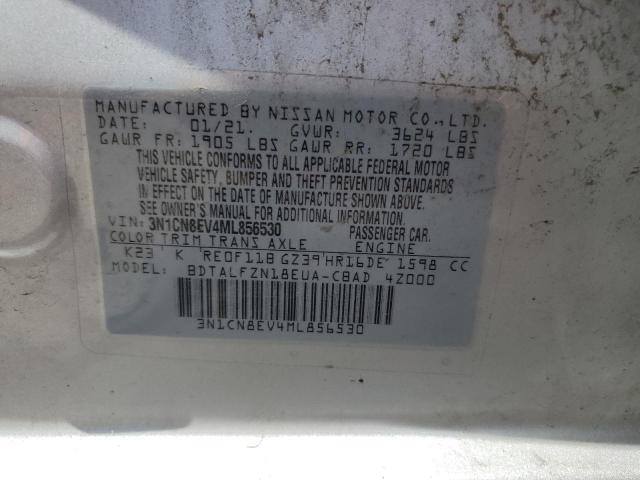 MANUFACTURED BY NISSAN MOTOR CO.,LTD.
DATE: 01/21. GVWR: 3624 LBS
GAWR FR: 1905 LBS GAWR RR: 1720 LBS
THIS VEHICLE CONFORMS TO ALL APPLICABLE FEDERAL MOTOR
VEHICLE SAFETY, BUMPER AND THEFT PREVENTION STANDARDS
IN EFFECT ON THE DATE OF MANUFACTURE SHOWN ABOVE.
SEE OWNER'S MANUAL FOR ADDITIONAL INFORMATION.
VIN: 3N1CN8EV4ML856530 PASSENGER CAR.
COLOR TRIM TRANS AXLE ENGINE
K23 K RE0F11B GZ39 HR16DE 1598 CC
BDTALFZN18EUA-CBAD 4Z000
3N1CN8EV4ML856530